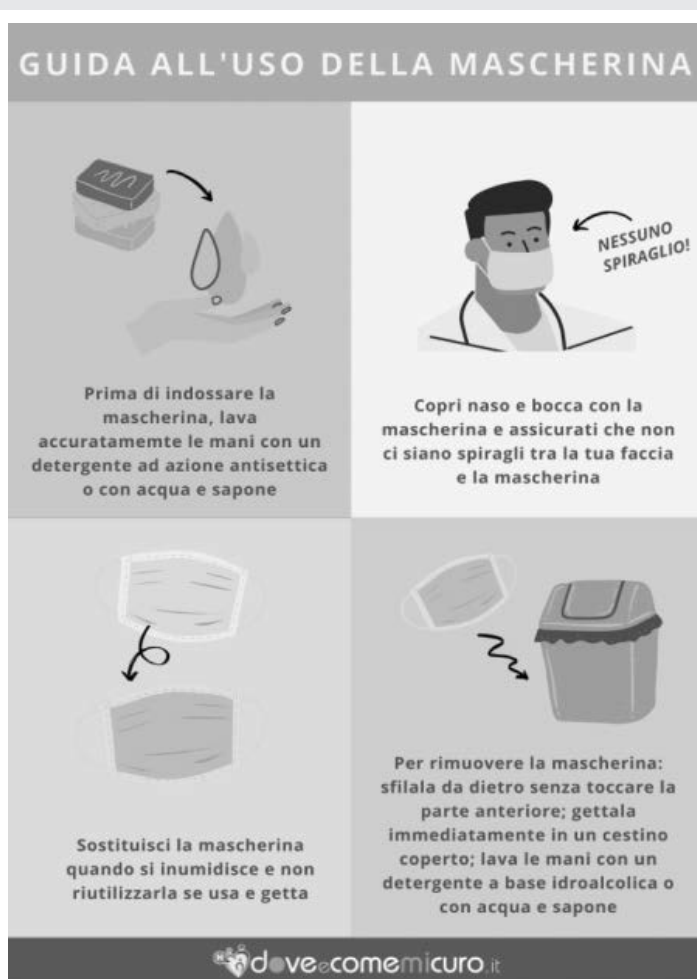 GUIDA ALL'USO DELLA MASCHERINA
Prima di indossare la
mascherina, lava
accuratamemte le mani con un
detergente ad azione antisettica
o con acqua e sapone
NESSUNO
SPIRAGLIO!
Copri naso e bocca con la
mascherina e assicurati che non
ci siano spiragli tra la tua faccia
e la mascherina
Sostituisci la mascherina
quando si inumidisce e non
riutilizzarla se usa e getta
Per rimuovere la mascherina:
sfilala da dietro senza toccare la
parte anteriore; gettala
immediatamente in un cestino
coperto; lava le mani con un
detergente a base idroalcolica o
con acqua e sapone
doveecomemicuro.it